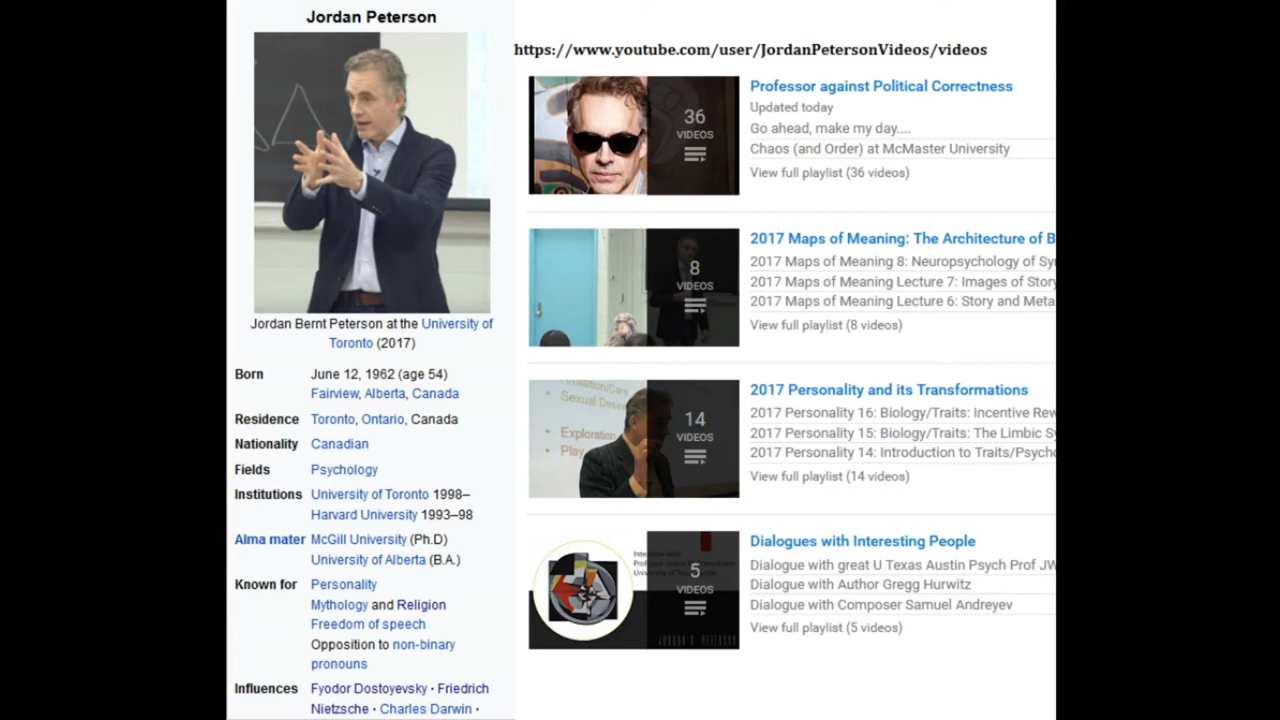 Jordan Peterson
Jordan Bernt Peterson at the University of
Toronto (2017)
Born June 12, 1962 (age 54)
Fairview, Alberta, Canada
Residence Toronto, Ontario, Canada
Nationality Canadian
Fields Psychology
Institutions University of Toronto 1998–
Harvard University 1993–98
Alma mater McGill University (Ph.D)
University of Alberta (B.A.)
Known for Personality
Mythology and Religion
Freedom of speech
Opposition to non-binary
pronouns
Influences Fyodor Dostoyevsky · Friedrich
Nietzsche · Charles Darwin ·
https://www.youtube.com/user/JordanPetersonVideos/videos
36
VIDEOS
Professor against Political Correctness
Updated today
Go ahead, make my day....
Chaos (and Order) at McMaster University
View full playlist (36 videos)
8
VIDEOS
2017 Maps of Meaning: The Architecture of B
2017 Maps of Meaning 8: Neuropsychology of Sy
2017 Maps of Meaning Lecture 7: Images of Story
2017 Maps of Meaning Lecture 6: Story and Meta
View full playlist (8 videos)
Sexual Desire
Exploration
Play
14
VIDEOS
2017 Personality and its Transformations
2017 Personality 16: Biology/Traits: Incentive Rew
2017 Personality 15: Biology/Traits: The Limbic Sy
2017 Personality 14: Introduction to Traits/Psycho
View full playlist (14 videos)
Interview with
5
VIDEOS
JORDAN B PETERSON
Dialogues with Interesting People
Dialogue with great U Texas Austin Psych Prof JW
Dialogue with Author Gregg Hurwitz
Dialogue with Composer Samuel Andreyev
View full playlist (5 videos)